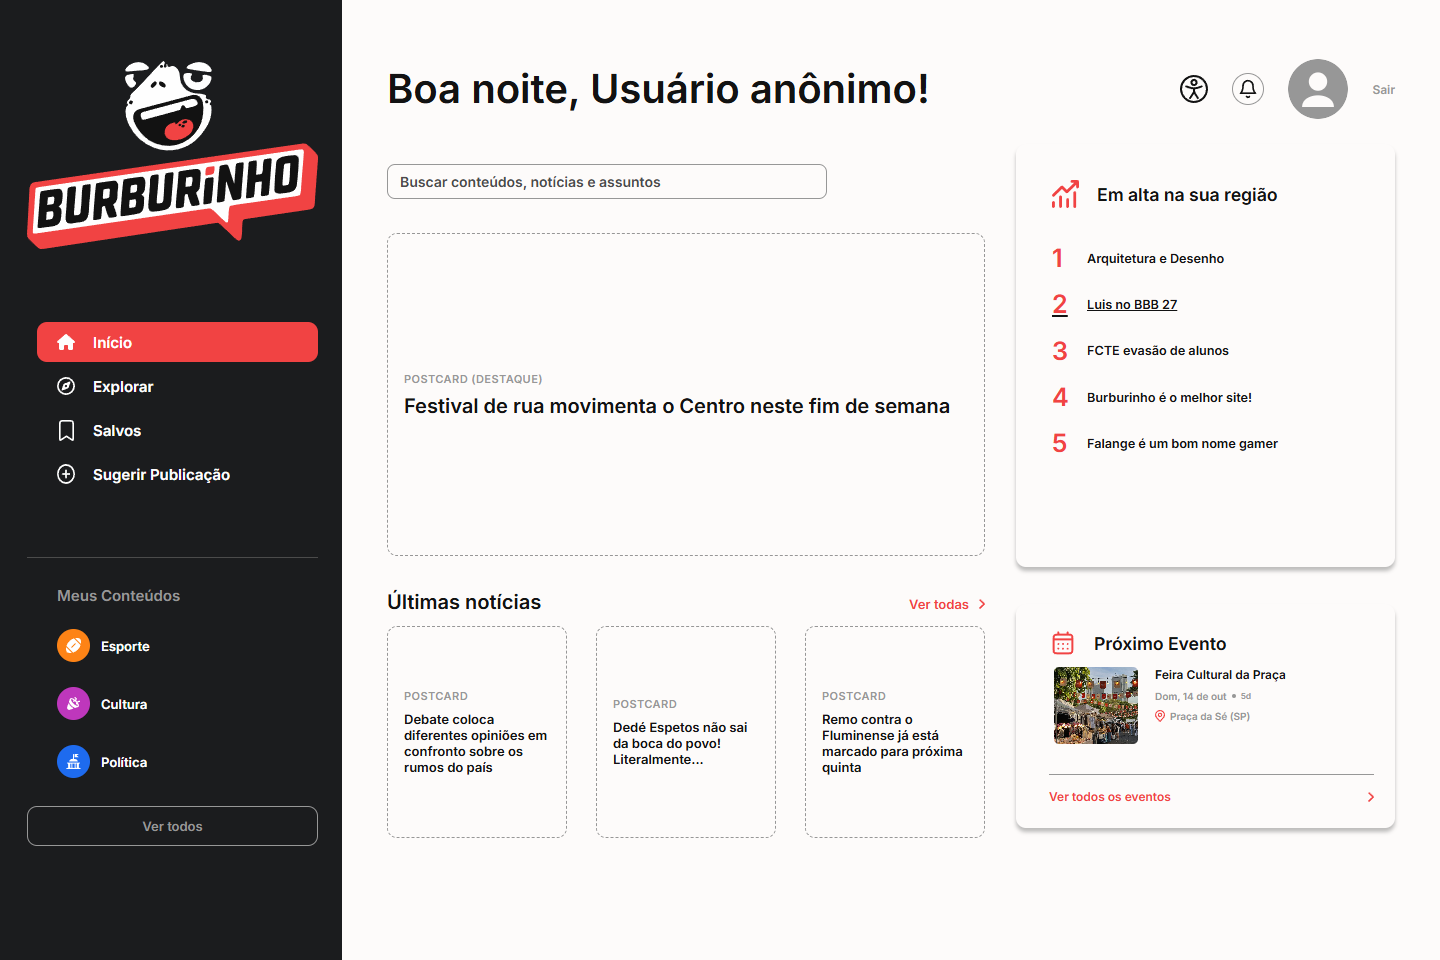 BURBURiNHO
Início
Explorar
Salvos
Sugerir Publicação
Meus Conteúdos
Esporte
Cultura
Política
Ver todos
Boa noite, Usuário anônimo!
Sair
Buscar conteúdos, notícias e assuntos
POSTCARD (DESTAQUE)
Festival de rua movimenta o Centro neste fim de semana
Últimas notícias
Ver todas
POSTCARD
Debate coloca
diferentes opiniões em
confronto sobre os
rumos do país
POSTCARD
Dedé Espetos não sai
da boca do povo!
Literalmente...
POSTCARD
Remo contra o
Fluminense já está
marcado para próxima
quinta
Em alta na sua região
1 Arquitetura e Desenho
2 Luis no BBB 27
3 FCTE evasão de alunos
4 Burburinho é o melhor site!
5 Falange é um bom nome gamer
Próximo Evento
Feira Cultural da Praça
Dom, 14 de out • 5d
Praça da Sé (SP)
Ver todos os eventos